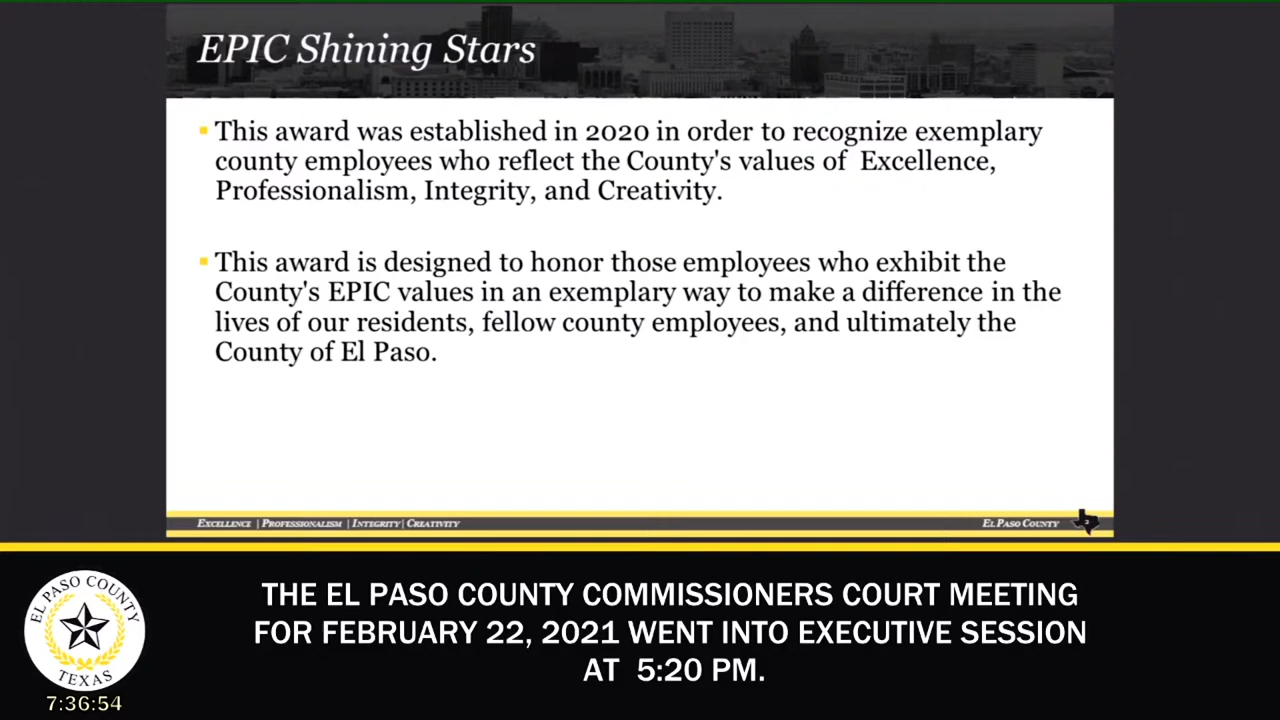 EPIC Shining Stars
This award was established in 2020 in order to recognize exemplary
county employees who reflect the County's values of Excellence,
Professionalism, Integrity, and Creativity.
This award is designed to honor those employees who exhibit the
County's EPIC values in an exemplary way to make a difference in the
lives of our residents, fellow county employees, and ultimately the
County of El Paso.
EXCELLENCE | PROFESSIONALISM | INTEGRITY | CREATIVITY
EL PASO COUNTY
EL PASO COUNTY
TEXAS
7:36:54
THE EL PASO COUNTY COMMISSIONERS COURT MEETING
FOR FEBRUARY 22, 2021 WENT INTO EXECUTIVE SESSION
AT 5:20 PM.